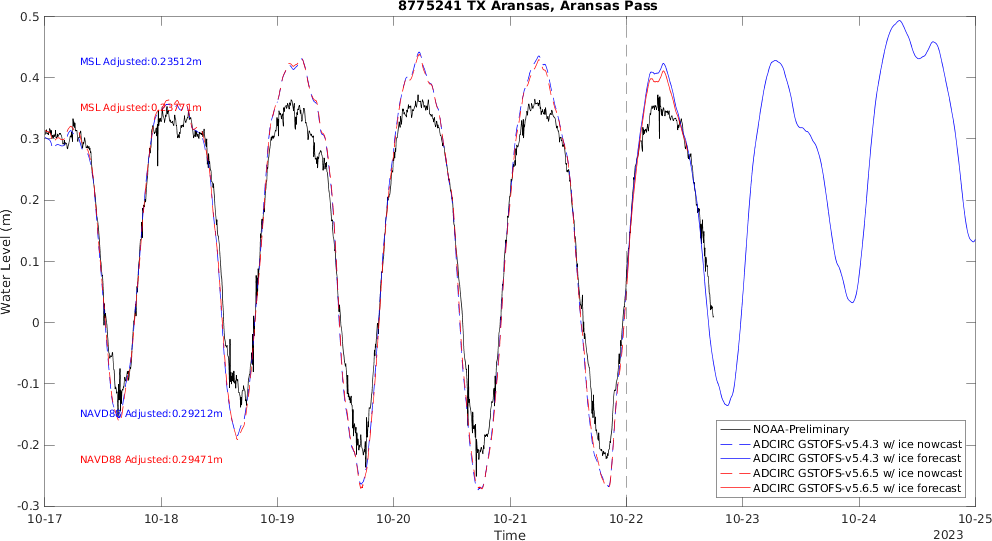 8775241 TX Aransas, Aransas Pass
0.5
0.4
0.3
0.2
0.1
0
-0.1
-0.2
-0.3
Water Level (m)
MSL Adjusted:0.23512m
MSL Adjusted:0.23771m
NAVD88 Adjusted:0.29212m
NAVD88 Adjusted:0.29471m
NOAA-Preliminary
ADCIRC GSTOFS-v5.4.3 w/ ice nowcast
ADCIRC GSTOFS-v5.4.3 w/ ice forecast
ADCIRC GSTOFS-v5.6.5 w/ ice nowcast
ADCIRC GSTOFS-v5.6.5 w/ ice forecast
10-17 10-18 10-19 10-20 10-21 10-22 10-23 10-24 10-25
Time
2023